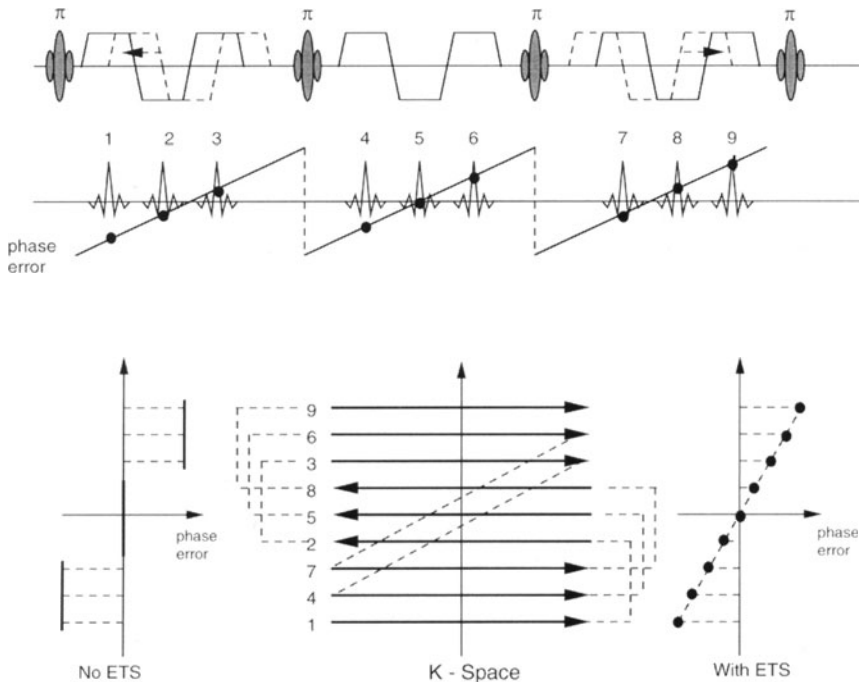 π π π π
1 2 3 4 5 6 7 8 9
phase
error
9
6
3
8
5
2
7
4
1
phase
error
phase
error
No ETS
K - Space
With ETS